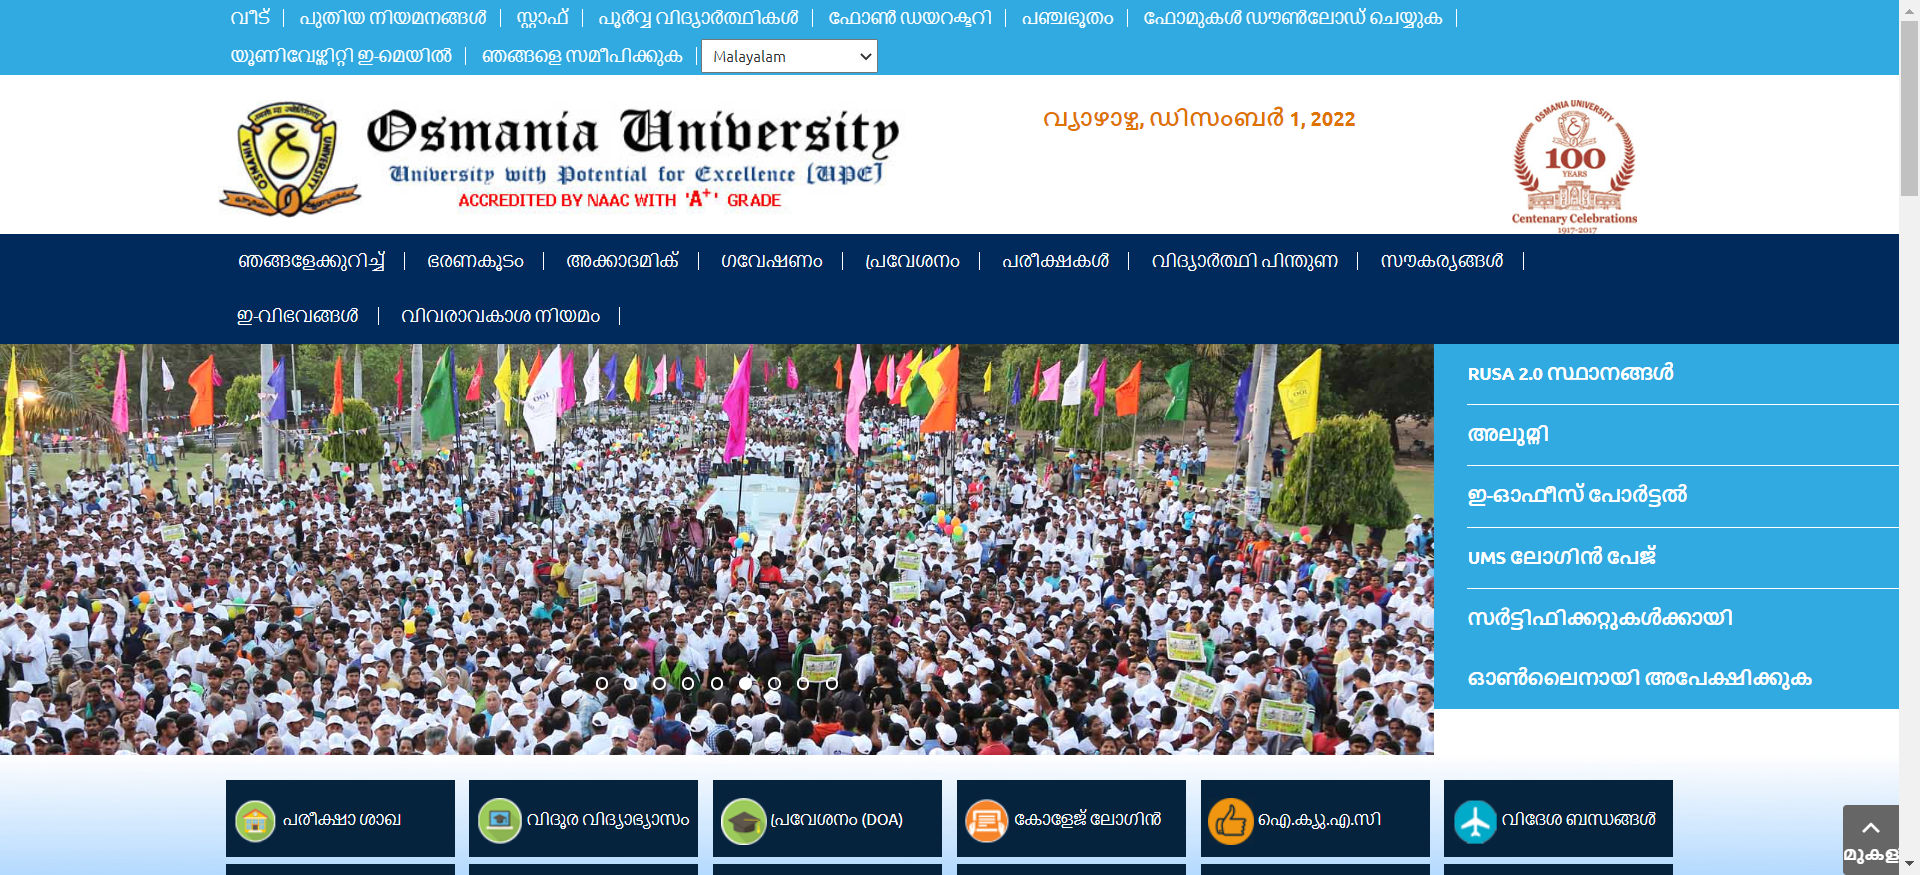 വീട്
പുതിയ നിയമനങ്ങൾ
സ്റ്റാഫ്
പൂർവ്വ വിദ്യാർത്ഥികൾ
ഫോൺ ഡയറക്ടറി
പഞ്ചഭൂതം
ഫോമുകൾ ഡൗൺലോഡ് ചെയ്യുക
യൂണിവേഴ്സിറ്റി ഇ-മെയിൽ
ഞങ്ങളെ സമീപിക്കുക
Malayalam
Osmania University
University with Potential for Excellence [UPE]
ACCREDITED BY NAAC WITH 'A+' GRADE
വ്യാഴാഴ്ച, ഡിസംബർ 1, 2022
OSMANIA UNIVERSITY
100
YEARS
Centenary Celebrations
1917-2017
ഞങ്ങളേക്കുറിച്ച്
ഭരണകൂടം
അക്കാദമിക്
ഗവേഷണം
പ്രവേശനം
പരീക്ഷകൾ
വിദ്യാർത്ഥി പിന്തുണ
സൗകര്യങ്ങൾ
ഇ-വിഭവങ്ങൾ
വിവരാവകാശ നിയമം
RUSA 2.0 സ്ഥാനങ്ങൾ
അലുമ്നി
ഇ-ഓഫീസ് പോർട്ടൽ
UMS ലോഗിൻ പേജ്
സർട്ടിഫിക്കറ്റുകൾക്കായി
ഓൺലൈനായി അപേക്ഷിക്കുക
പരീക്ഷാ ശാഖ
വിദൂര വിദ്യാഭ്യാസം
പ്രവേശനം (DOA)
കോളേജ് ലോഗിൻ
ഐ.ക്യു.എ.സി
വിദേശ ബന്ധങ്ങൾ